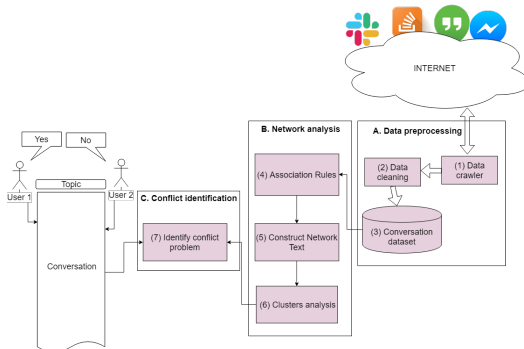 INTERNET
Yes
No
User 1
User 2
Topic
Conversation
C. Conflict identification
(7) Identify conflict
problem
B. Network analysis
(4) Association Rules
(5) Construct Network
Text
(6) Clusters analysis
A. Data preprocessing
(2) Data
cleaning
(1) Data
crawler
(3) Conversation
dataset